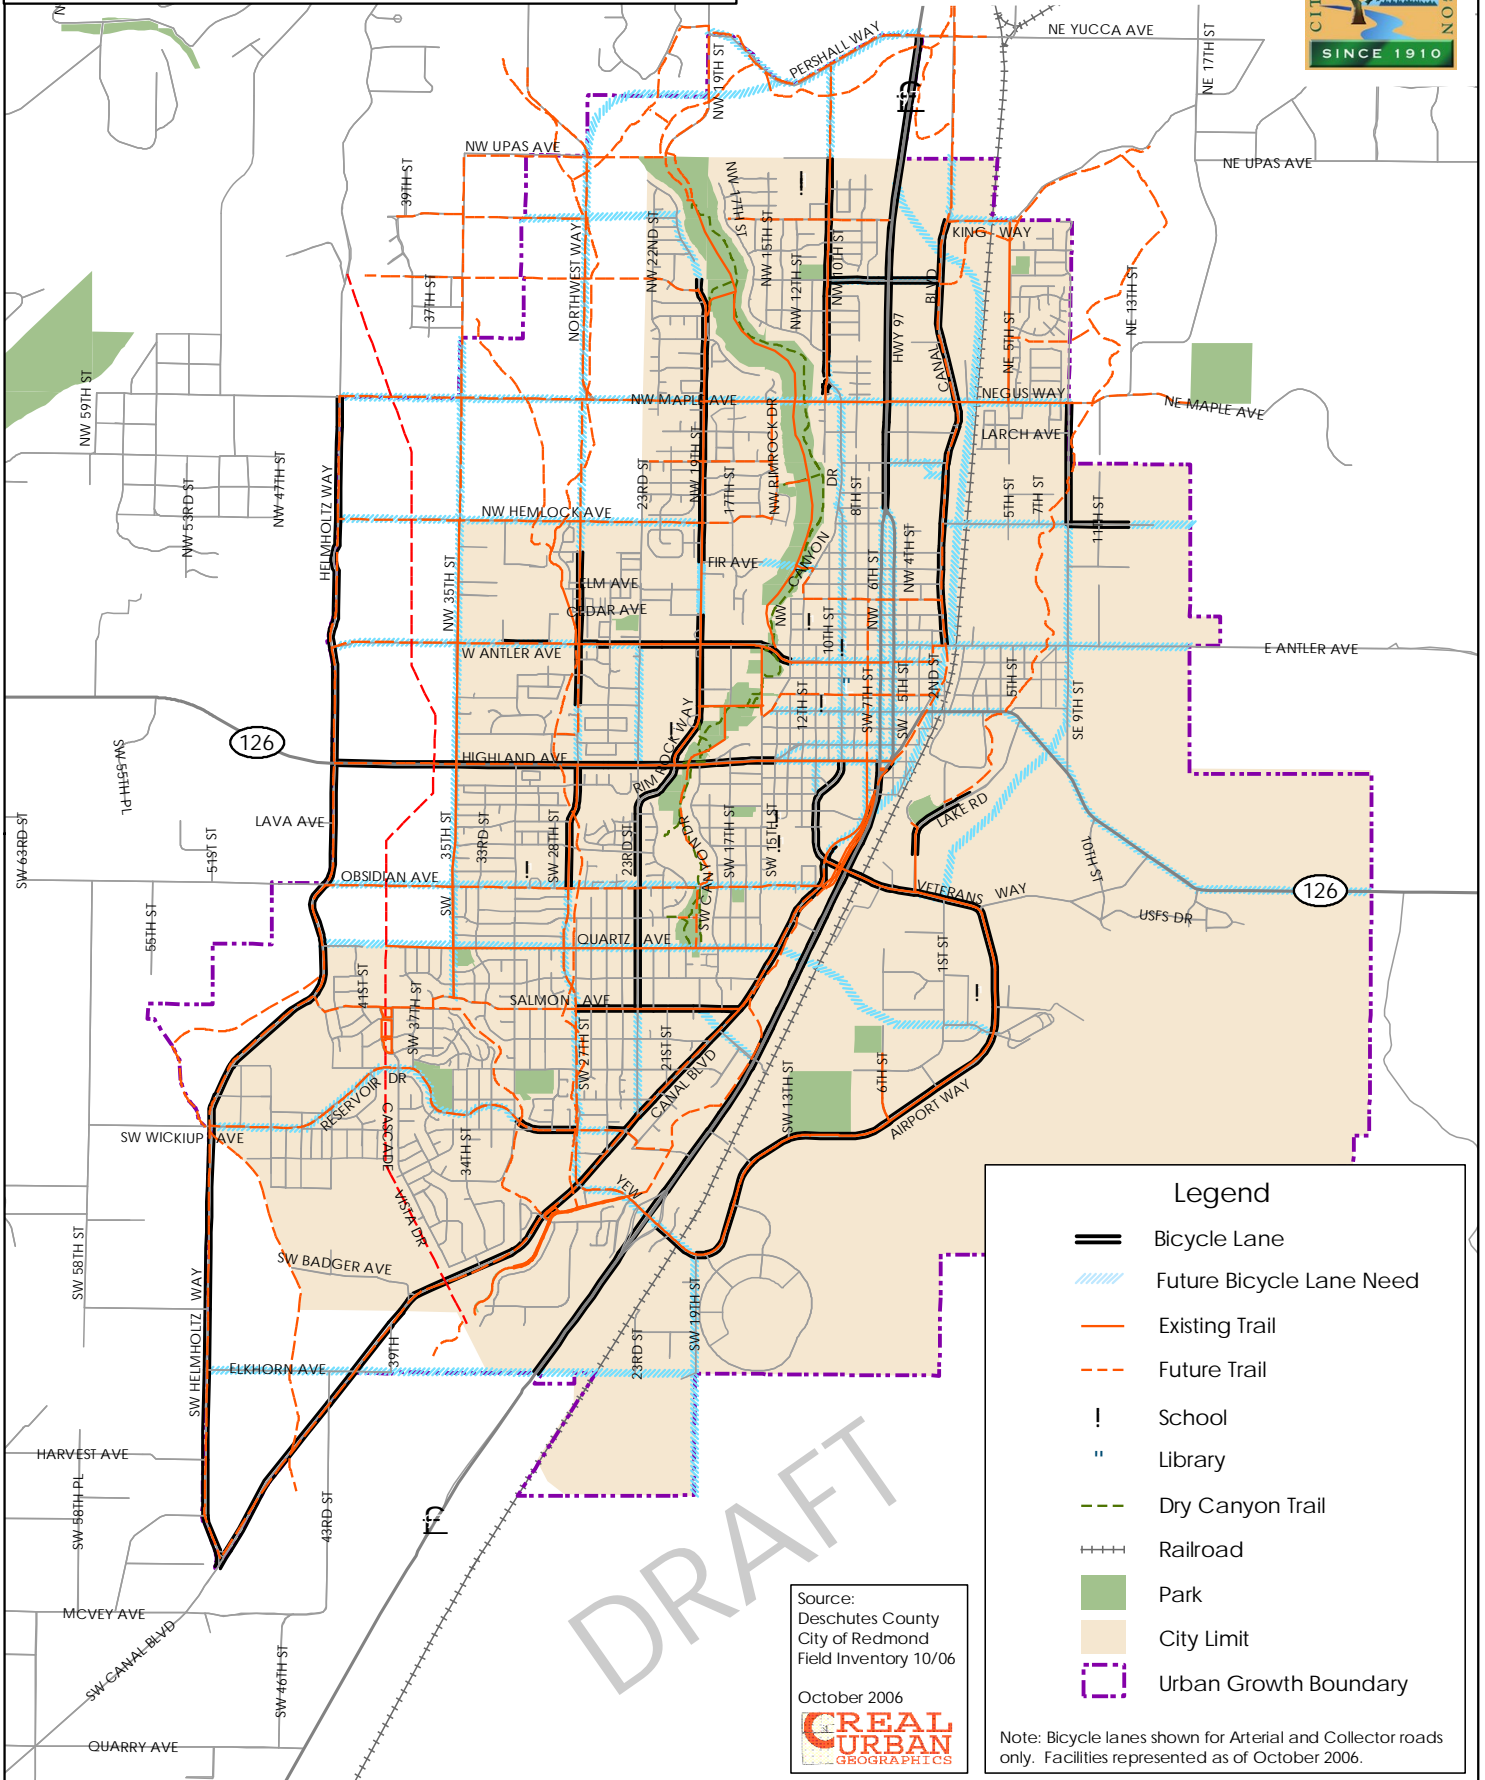 SINCE 1910
NE YUCCA AVE
NE 17TH ST
PERSHALL WAY
NW 19TH ST
NW UPAS AVE
NE UPAS AVE
39TH ST
NW 17TH ST
NW 15TH ST
NW 22ND ST
NORTHWEST WAY
NW 10TH ST
NW 12TH ST
KING WAY
37TH ST
BLVD
CANAL
HWY 97
NE 5TH ST
NE 13TH ST
NW 59TH ST
NW MAPLE AVE
NEGUS WAY
NE MAPLE AVE
LARCH AVE
NW RIMROCK DR
NW 19TH ST
17TH ST
23RD ST
NW 47TH ST
NW 53RD ST
HELMHOLTZ WAY
NW HEMLOCK AVE
DR
8TH ST
5TH ST
7TH ST
11TH ST
NW 35TH ST
FIR AVE
CANYON
NW
6TH ST
NW
NW 4TH ST
ELM AVE
CEDAR AVE
10TH ST
W ANTLER AVE
E ANTLER AVE
2ND ST
5TH ST
SW
5TH ST
SE 9TH ST
12TH ST
SW 7TH ST
126
HIGHLAND AVE
RIM ROCK WAY
SW 55TH PL
LAVA AVE
SW 63RD ST
51ST ST
35TH ST
SW
33RD ST
SW 28TH ST
23RD ST
SW CANYON DR
SW 17TH ST
SW 15TH ST
LAKE RD
10TH ST
OBSIDIAN AVE
VETERANS WAY
126
USFS DR
55TH ST
QUARTZ AVE
1ST ST
41ST ST
SW 37TH ST
SALMON AVE
SW 27TH ST
21ST ST
CANAL BLVD
RESERVOIR DR
SW 13TH ST
6TH ST
AIRPORT WAY
SW WICKIUP AVE
CASCADE
VISTA DR
34TH ST
YEW
SW BADGER AVE
SW 58TH ST
SW HELMHOLTZ WAY
ELKHORN AVE
39TH
23RD ST
SW 19TH ST
HARVEST AVE
SW 58TH PL
43RD ST
MCVEY AVE
SW CANAL BLVD
SW 46TH ST
QUARRY AVE
DRAFT
Legend
Bicycle Lane
Future Bicycle Lane Need
Existing Trail
Future Trail
! School
" Library
Dry Canyon Trail
Railroad
Park
City Limit
Urban Growth Boundary
Note: Bicycle lanes shown for Arterial and Collector roads
only. Facilities represented as of October 2006.
Source:
Deschutes County
City of Redmond
Field Inventory 10/06
October 2006
REAL
URBAN
GEOGRAPHICS